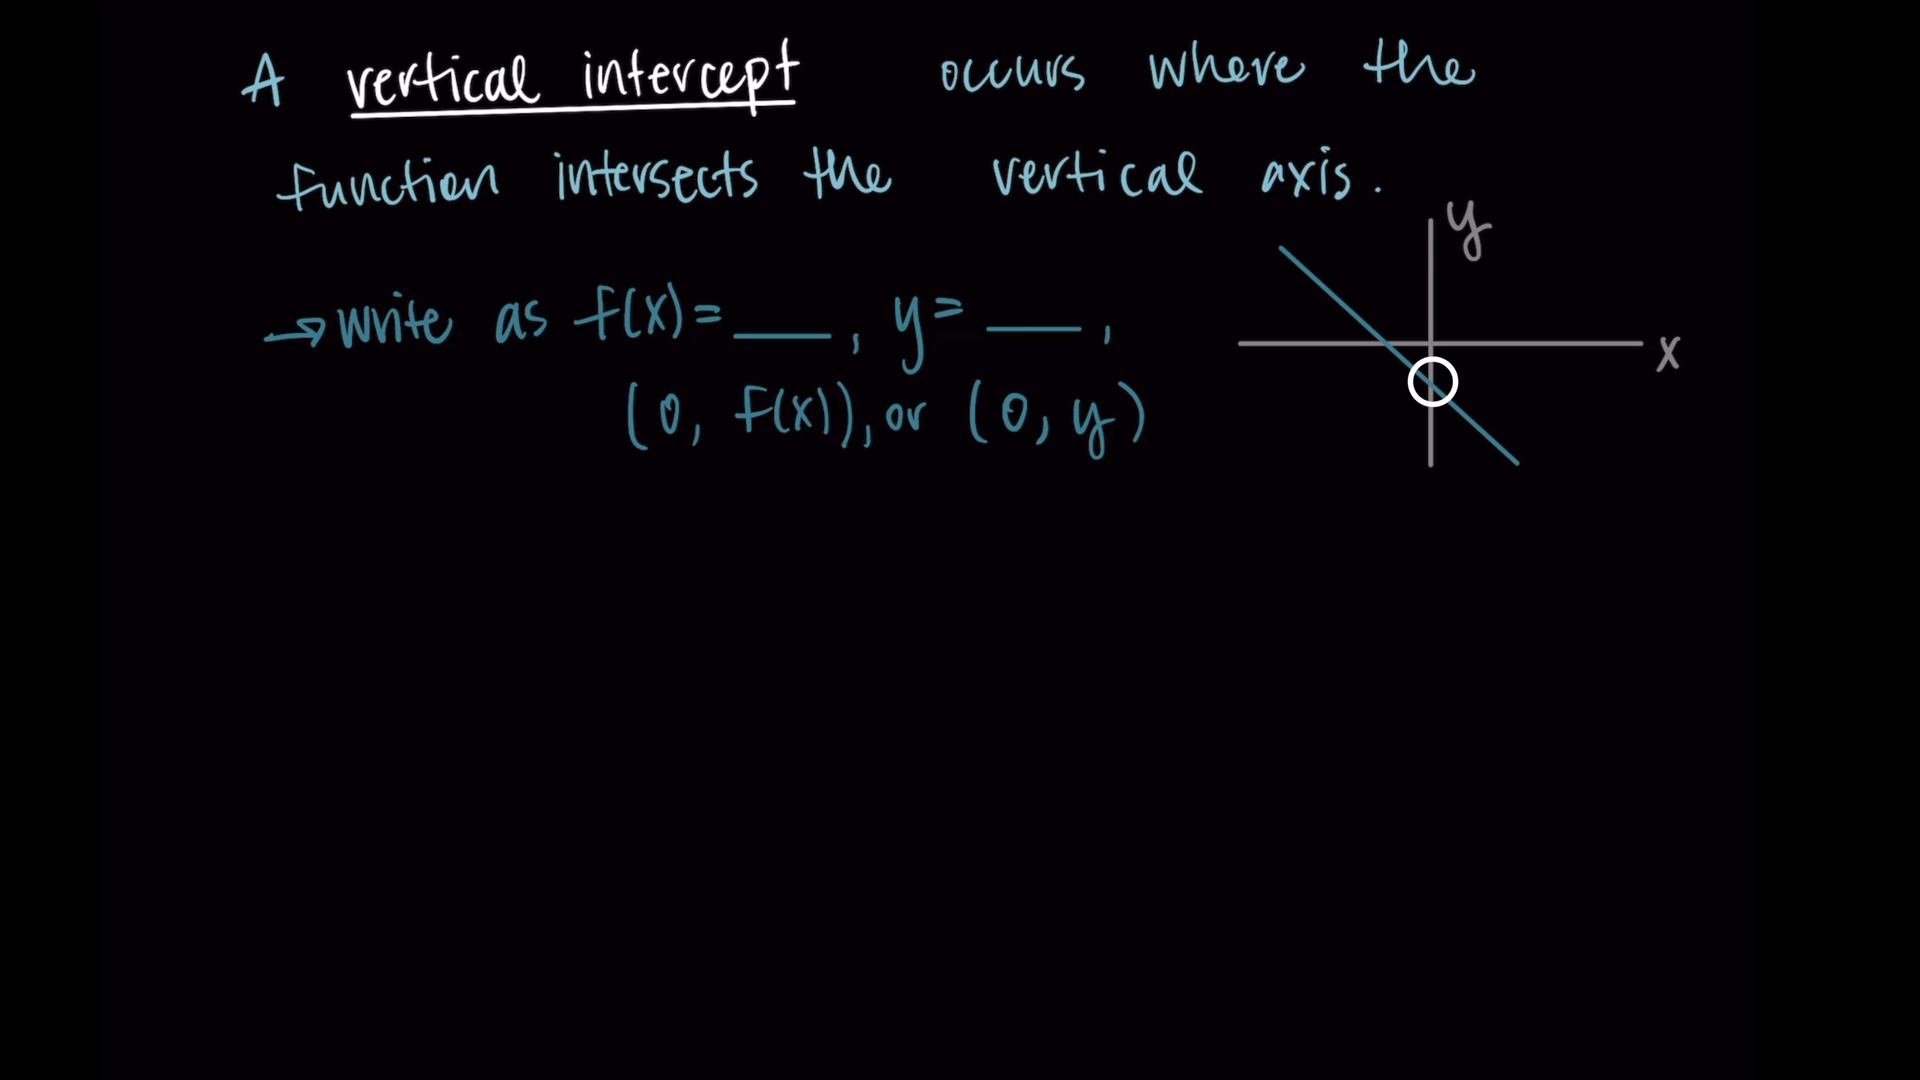 A vertical intercept occurs where the
function intersects the vertical axis.
→ write as f(x) = ___, y = ___,
(0, f(x)), or (0, y)
y
x